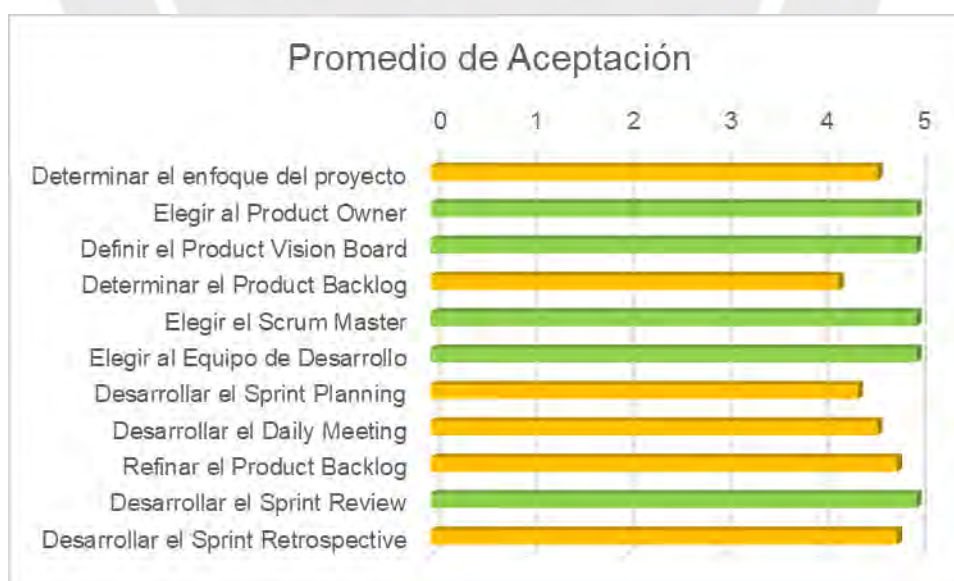 Promedio de Aceptación
0 1 2 3 4 5
Determinar el enfoque del proyecto
Elegir al Product Owner
Definir el Product Vision Board
Determinar el Product Backlog
Elegir el Scrum Master
Elegir al Equipo de Desarrollo
Desarrollar el Sprint Planning
Desarrollar el Daily Meeting
Refinar el Product Backlog
Desarrollar el Sprint Review
Desarrollar el Sprint Retrospective